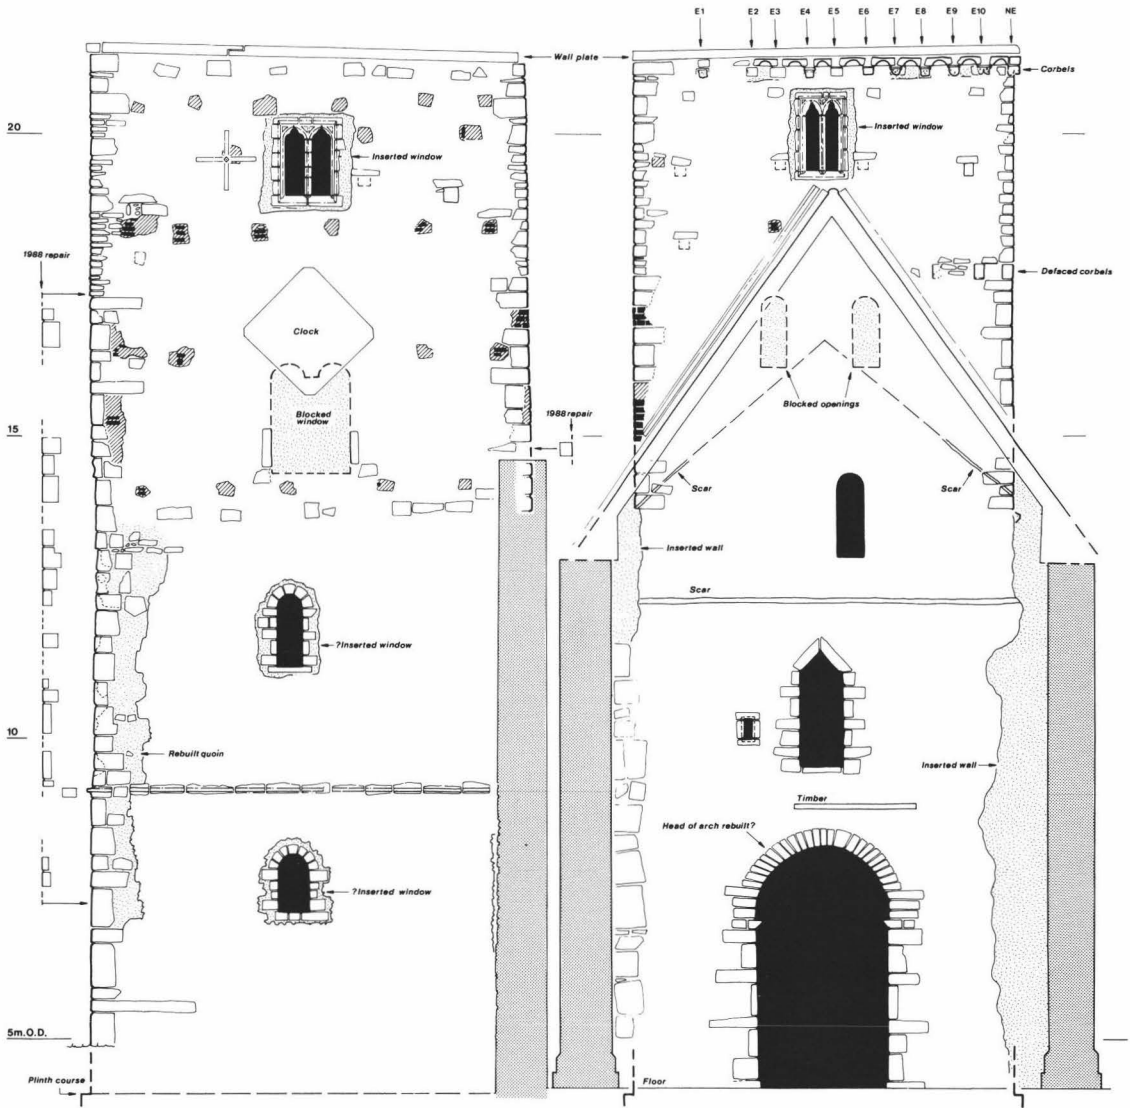 E1 E2 E3 E4 E5 E6 E7 E8 E9 E10 NE
Wall plate
Corbels
20
Inserted window
Inserted window
1988 repair
Defaced corbels
Clock
Blocked openings
Blocked
window
1988 repair
15
Scar
Scar
Inserted wall
Scar
?Inserted window
10
Rebuilt quoin
Inserted wall
Timber
Head of arch rebuilt?
?Inserted window
5m.O.D.
Plinth course
Floor